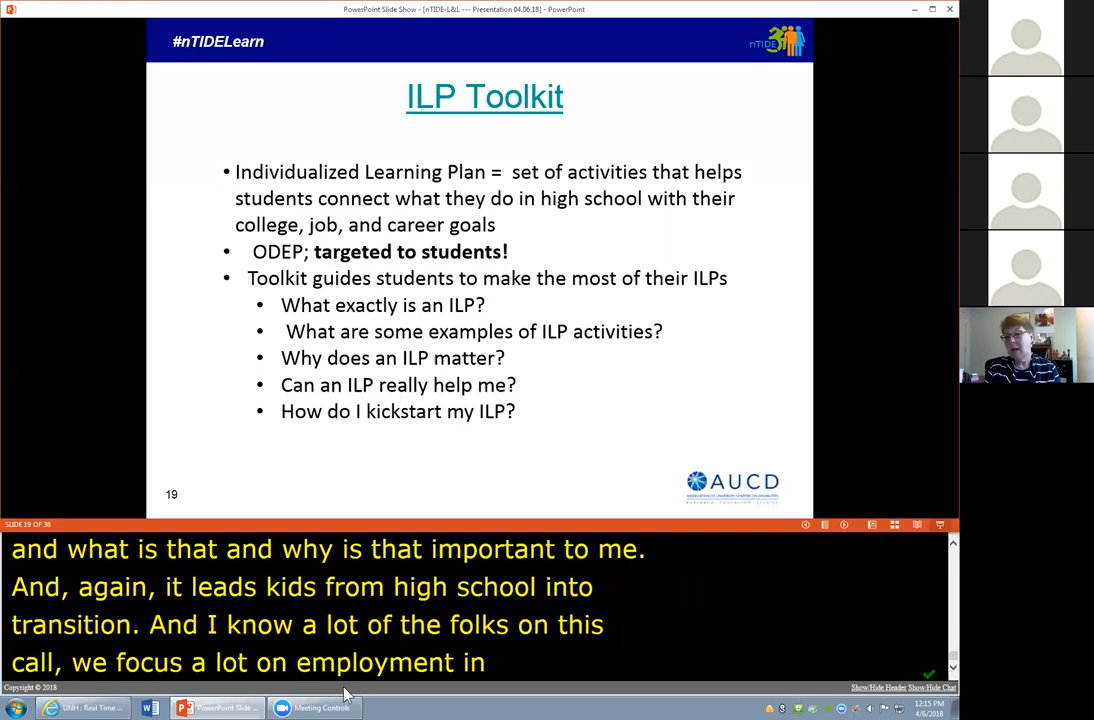 PowerPoint Slide Show - [nTIDE-L&L --- Presentation 04.06.18] - PowerPoint
#nTIDELearn
nTIDE
ILP Toolkit
• Individualized Learning Plan = set of activities that helps
students connect what they do in high school with their
college, job, and career goals
• ODEP; targeted to students!
• Toolkit guides students to make the most of their ILPs
• What exactly is an ILP?
• What are some examples of ILP activities?
• Why does an ILP matter?
• Can an ILP really help me?
• How do I kickstart my ILP?
AUCD
19
SLIDE 19 OF 38
and what is that and why is that important to me.
And, again, it leads kids from high school into
transition. And I know a lot of the folks on this
call, we focus a lot on employment in
Copyright © 2018
Show/Hide Header Show/Hide Chat
UNH : Real Time ...
PowerPoint Slide ...
Meeting Controls
12:15 PM
4/6/2018